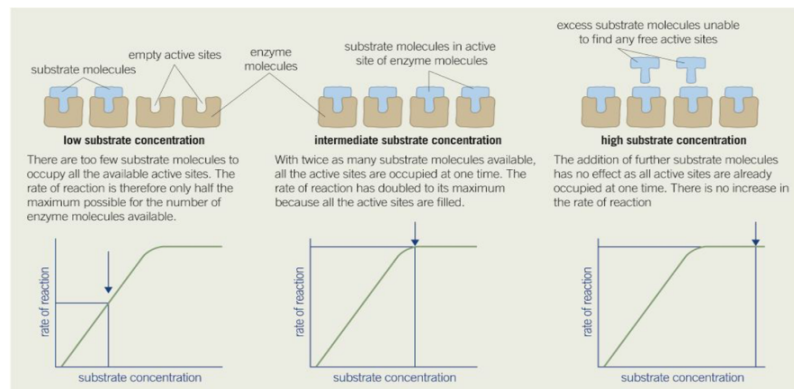 excess substrate molecules unable
to find any free active sites
empty active sites
substrate molecules
enzyme
molecules
substrate molecules in active
site of enzyme molecules
low substrate concentration
There are too few substrate molecules to
occupy all the available active sites. The
rate of reaction is therefore only half the
maximum possible for the number of
enzyme molecules available.
intermediate substrate concentration
With twice as many substrate molecules available,
all the active sites are occupied at one time. The
rate of reaction has doubled to its maximum
because all the active sites are filled.
high substrate concentration
The addition of further substrate molecules
has no effect as all active sites are already
occupied at one time. There is no increase in
the rate of reaction
rate of reaction
substrate concentration
rate of reaction
substrate concentration
rate of reaction
substrate concentration